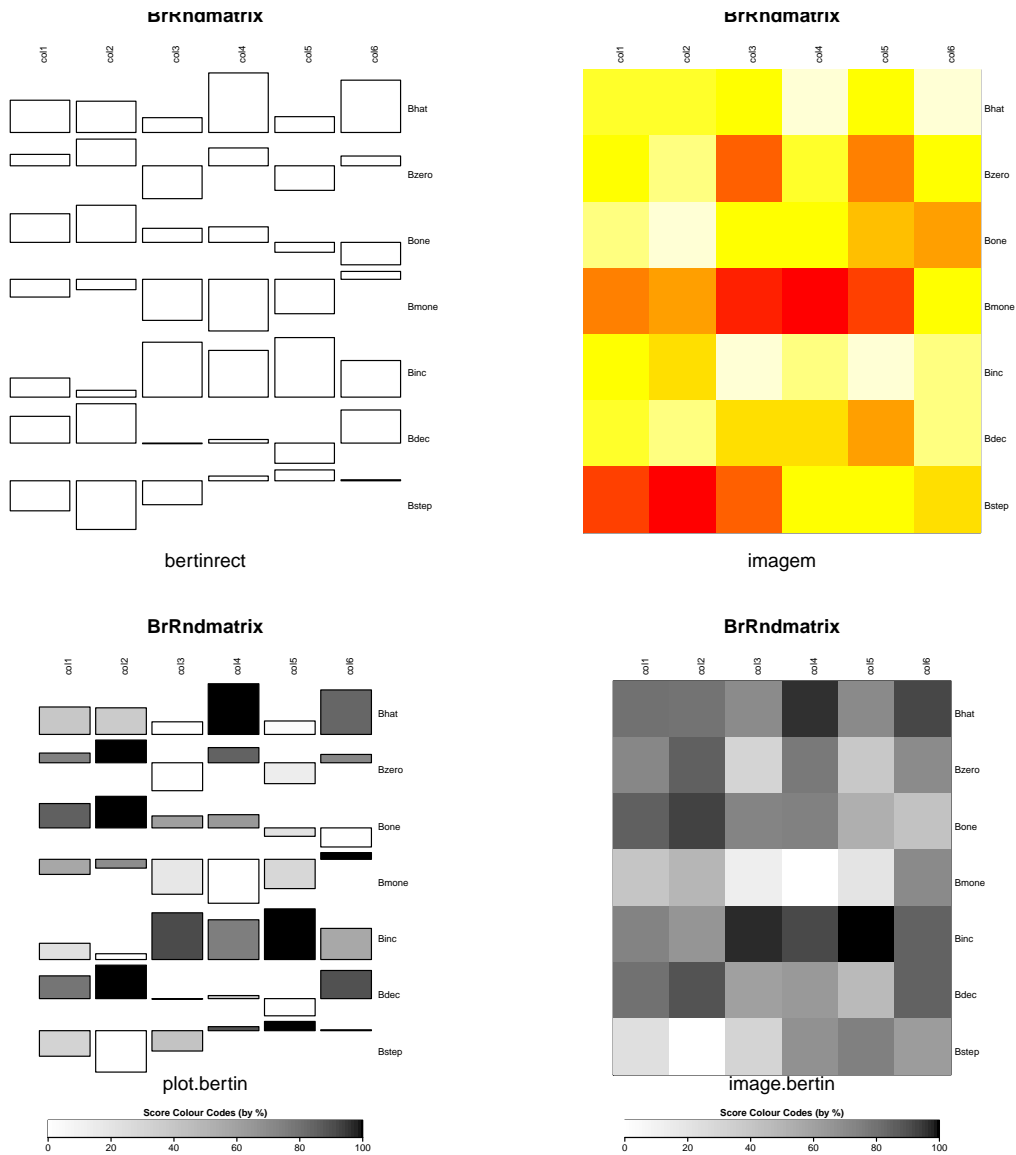 BrRndmatrix
col1 col2 col3 col4 col5 col6
Bhat
Bzero
Bone
Bmone
Binc
Bdec
Bstep
bertinrect
BrRndmatrix
col1 col2 col3 col4 col5 col6
Bhat
Bzero
Bone
Bmone
Binc
Bdec
Bstep
imagem
BrRndmatrix
col1 col2 col3 col4 col5 col6
Bhat
Bzero
Bone
Bmone
Binc
Bdec
Bstep
plot.bertin
Score Colour Codes (by %)
0 20 40 60 80 100
BrRndmatrix
col1 col2 col3 col4 col5 col6
Bhat
Bzero
Bone
Bmone
Binc
Bdec
Bstep
image.bertin
Score Colour Codes (by %)
0 20 40 60 80 100